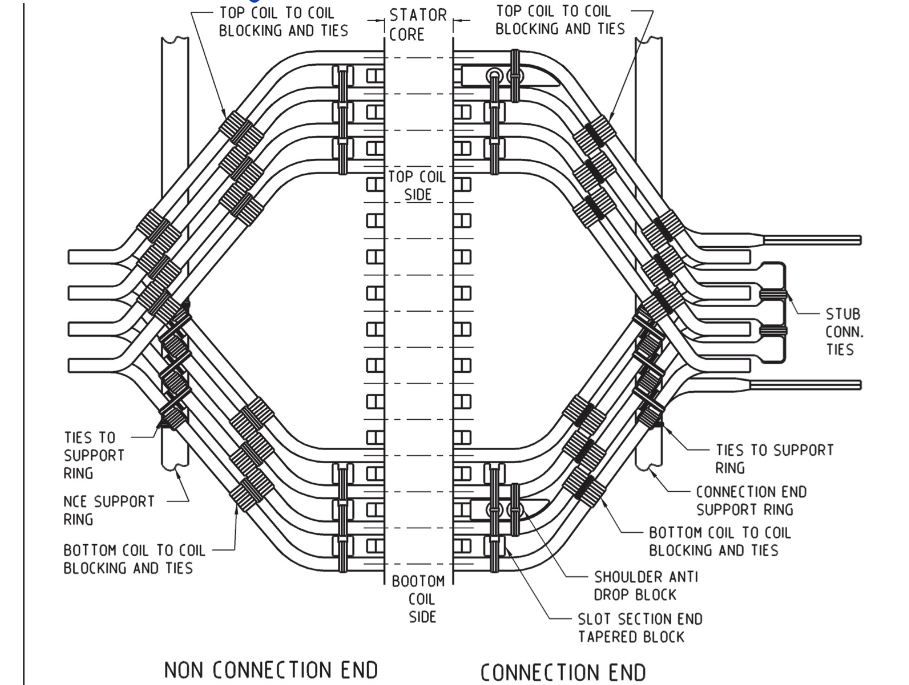 TOP COIL TO COIL
BLOCKING AND TIES
STATOR
CORE
TOP COIL TO COIL
BLOCKING AND TIES
TOP COIL
SIDE
STUB
CONN.
TIES
TIES TO
SUPPORT
RING
NCE SUPPORT
RING
BOTTOM COIL TO COIL
BLOCKING AND TIES
TIES TO SUPPORT
RING
CONNECTION END
SUPPORT RING
BOTTOM COIL TO COIL
BLOCKING AND TIES
SHOULDER ANTI
DROP BLOCK
SLOT SECTION END
TAPERED BLOCK
BOOTOM
COIL
SIDE
NON CONNECTION END
CONNECTION END